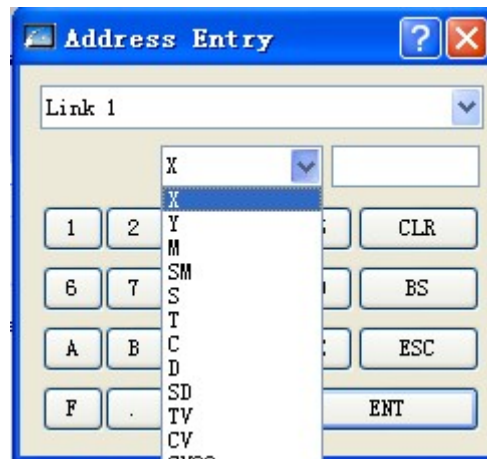 Address Entry
Link 1
X
X
Y
M
SM
S
T
C
D
SD
TV
CV
1 2 CLR
6 7 BS
A B ESC
F . ENT